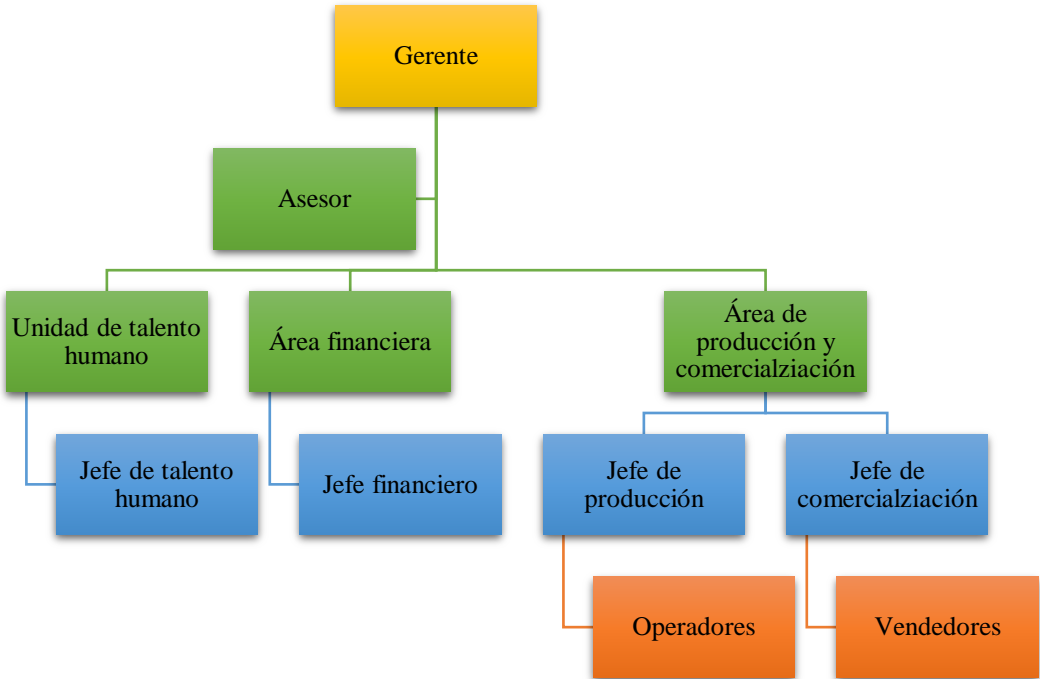 Gerente
Asesor
Unidad de talento
humano
Área financiera
Área de
producción y
comercialziación
Jefe de talento
humano
Jefe financiero
Jefe de
producción
Jefe de
comercialziación
Operadores
Vendedores